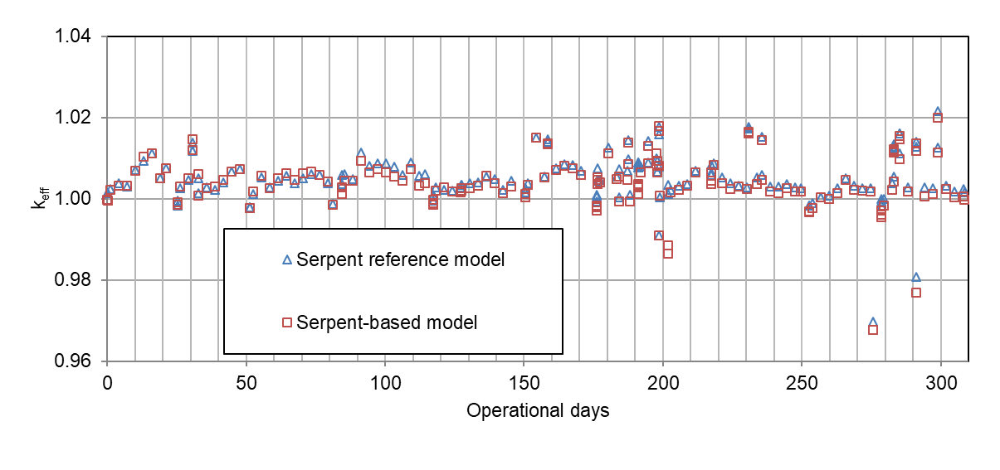 1.04
1.02
1.00
0.98
0.96
keff
Serpent reference model
Serpent-based model
0 50 100 150 200 250 300
Operational days